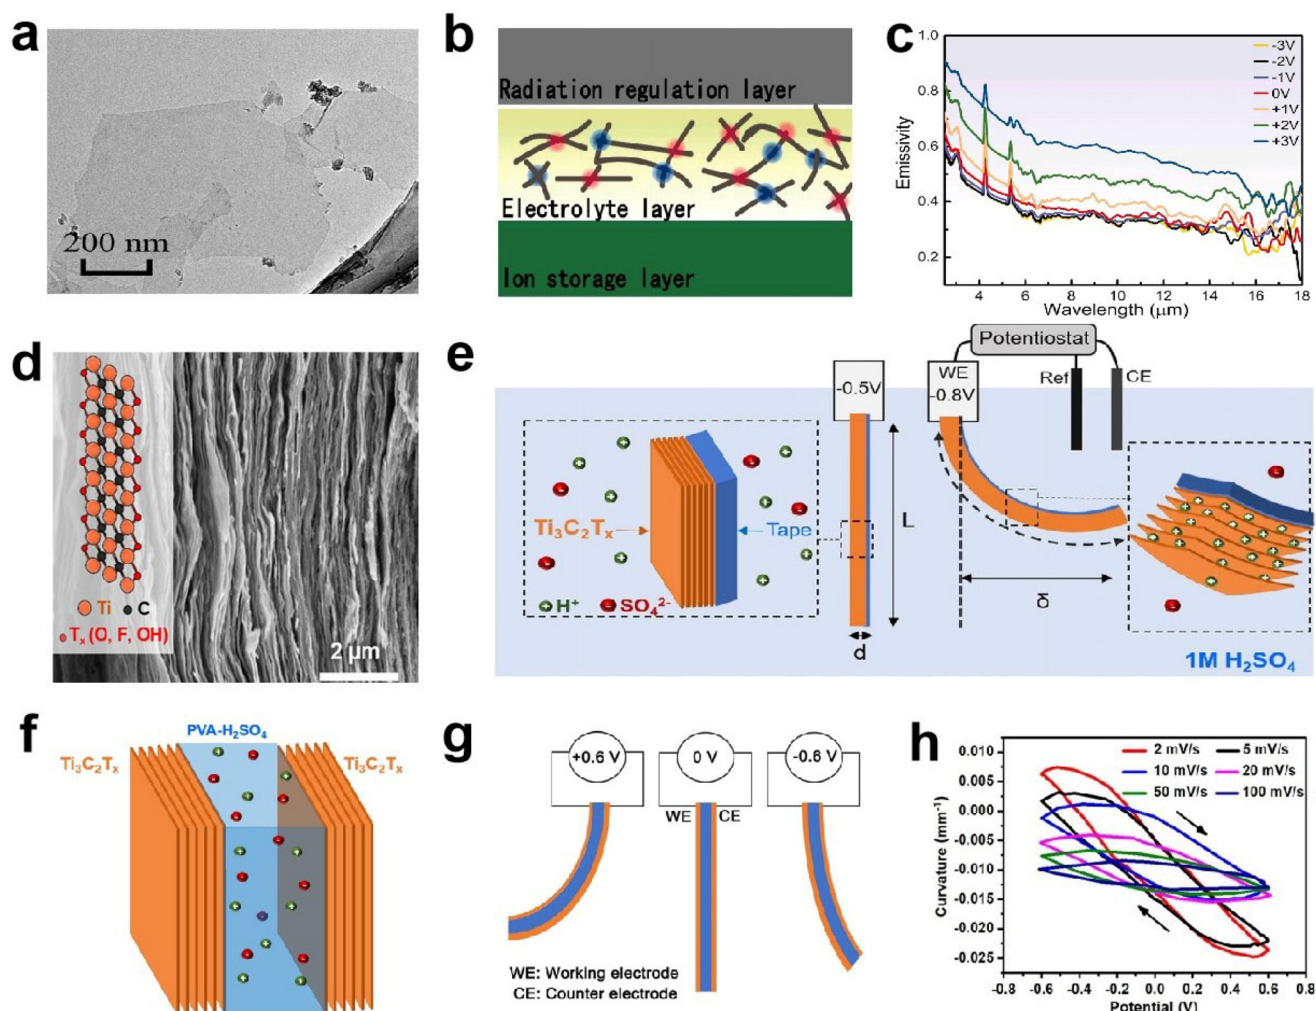 a
200 nm
b
Radiation regulation layer
Electrolyte layer
Ion storage layer
c
1.0
0.8
0.6
0.4
0.2
Emissivity
-3V
-2V
-1V
0V
+1V
+2V
+3V
4 6 8 10 12 14 16 18
Wavelength (μm)
d
Ti C
Tₓ (O, F, OH)
2 μm
e
Potentiostat
-0.5V
WE
-0.8V
Ref
CE
Ti₃C₂Tₓ
Tape
H⁺ SO₄²⁻
L
d
δ
1M H₂SO₄
f
PVA-H₂SO₄
Ti₃C₂Tₓ
Ti₃C₂Tₓ
g
+0.6 V
0 V
-0.6 V
WE
CE
WE: Working electrode
CE: Counter electrode
h
2 mV/s 5 mV/s
10 mV/s 20 mV/s
50 mV/s 100 mV/s
0.010
0.005
0.000
-0.005
-0.010
-0.015
-0.020
-0.025
Curvature (mm⁻¹)
-0.6 -0.4 -0.2 0.0 0.2 0.4 0.6 0.8
Potential (V)